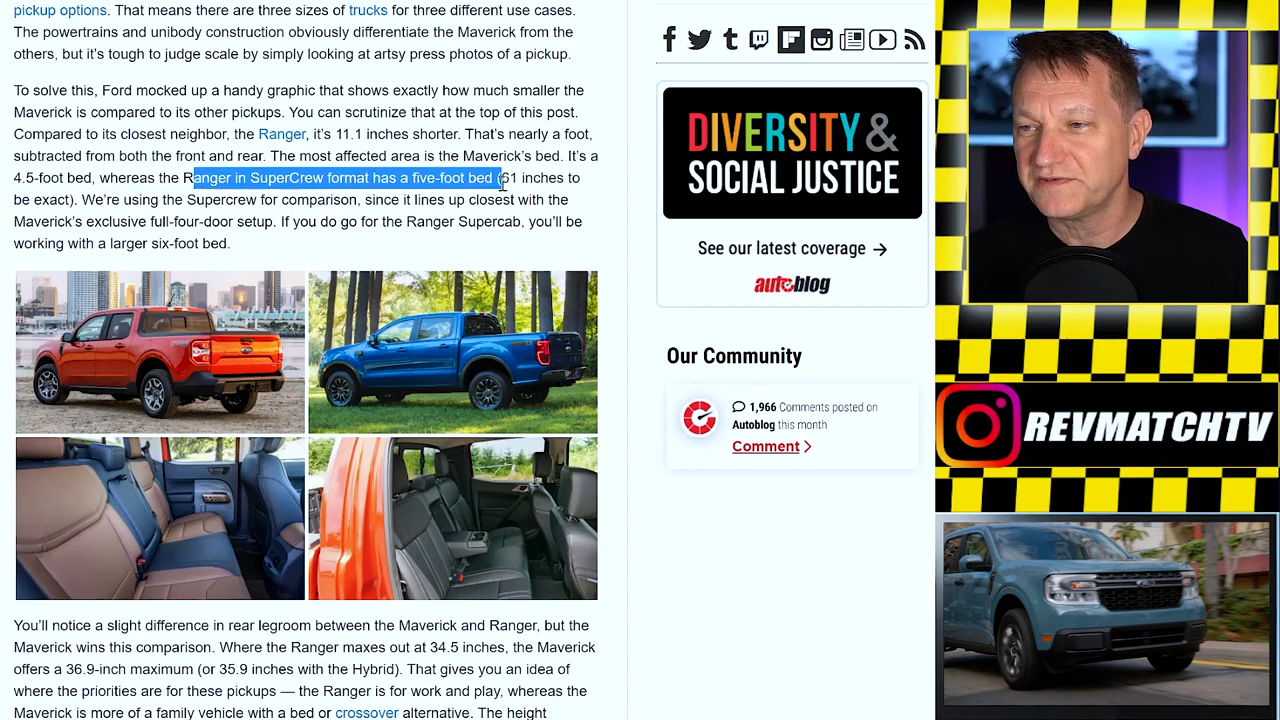 pickup options. That means there are three sizes of trucks for three different use cases.
The powertrains and unibody construction obviously differentiate the Maverick from the
others, but it's tough to judge scale by simply looking at artsy press photos of a pickup.
To solve this, Ford mocked up a handy graphic that shows exactly how much smaller the
Maverick is compared to its other pickups. You can scrutinize that at the top of this post.
Compared to its closest neighbor, the Ranger, it's 11.1 inches shorter. That's nearly a foot,
subtracted from both the front and rear. The most affected area is the Maverick's bed. It's a
4.5-foot bed, whereas the Ranger in SuperCrew format has a five-foot bed (61 inches to
be exact). We're using the Supercrew for comparison, since it lines up closest with the
Maverick's exclusive full-four-door setup. If you do go for the Ranger Supercab, you'll be
working with a larger six-foot bed.
You'll notice a slight difference in rear legroom between the Maverick and Ranger, but the
Maverick wins this comparison. Where the Ranger maxes out at 34.5 inches, the Maverick
offers a 36.9-inch maximum (or 35.9 inches with the Hybrid). That gives you an idea of
where the priorities are for these pickups — the Ranger is for work and play, whereas the
Maverick is more of a family vehicle with a bed or crossover alternative. The height
DIVERSITY &
SOCIAL JUSTICE
See our latest coverage →
autoblog
Our Community
1,966 Comments posted on
Autoblog this month
Comment >
REVMATCHTV